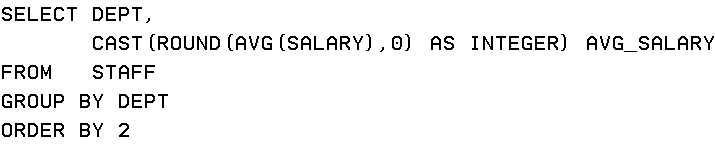 SELECT DEPT,
       CAST(ROUND(AVG(SALARY),0) AS INTEGER) AVG_SALARY
FROM   STAFF
GROUP BY DEPT
ORDER BY 2